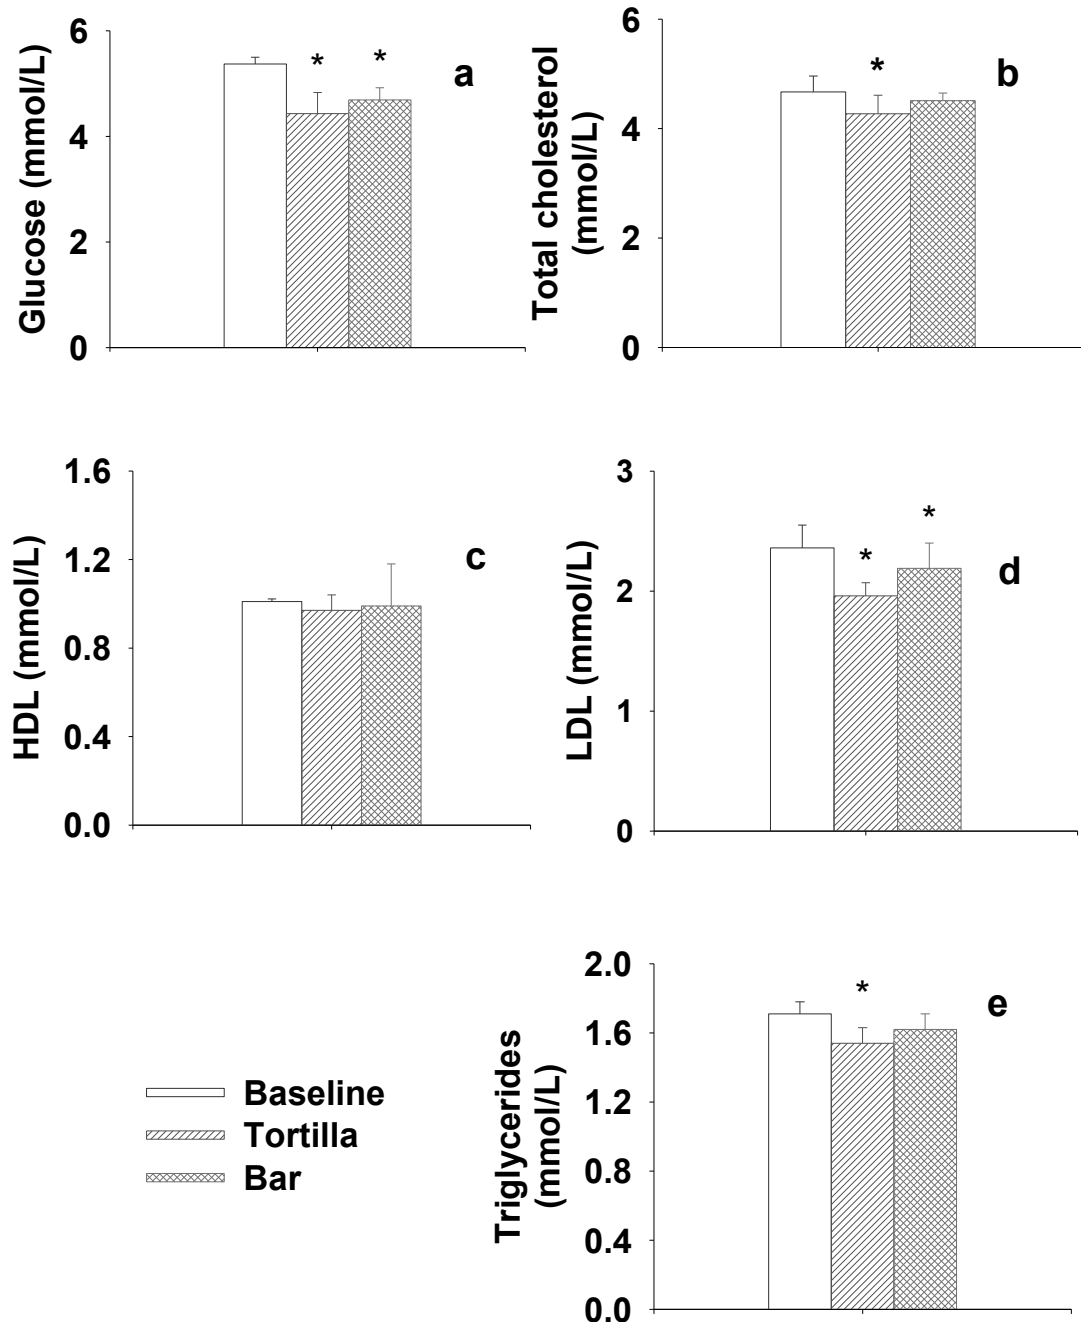 Glucose (mmol/L)
6
4
2
0
* *
a
Total cholesterol
(mmol/L)
6
4
2
0
*
b
HDL (mmol/L)
1.6
1.2
0.8
0.4
0.0
c
LDL (mmol/L)
3
2
1
0
*
*
d
Baseline
Tortilla
Bar
Triglycerides
(mmol/L)
2.0
1.6
1.2
0.8
0.4
0.0
*
e